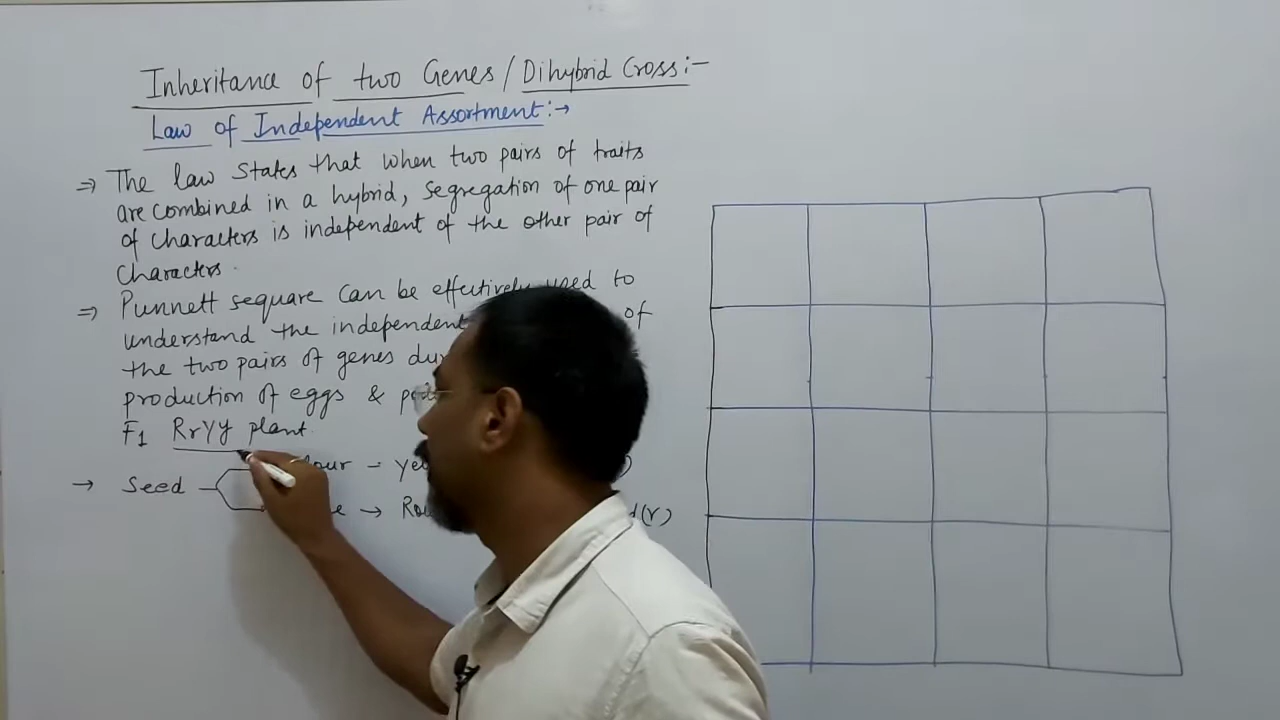 Inheritance of two Genes / Dihybrid Cross:-
Law of Independent Assortment:→
⇒ The law states that when two pairs of traits
are combined in a hybrid, segregation of one pair
of characters is independent of the other pair of
characters.
⇒ Punnett sequare can be effectively used to
understand the independent of
the two pairs of genes
production of eggs &
F1 RrYy plant.
→ Seed